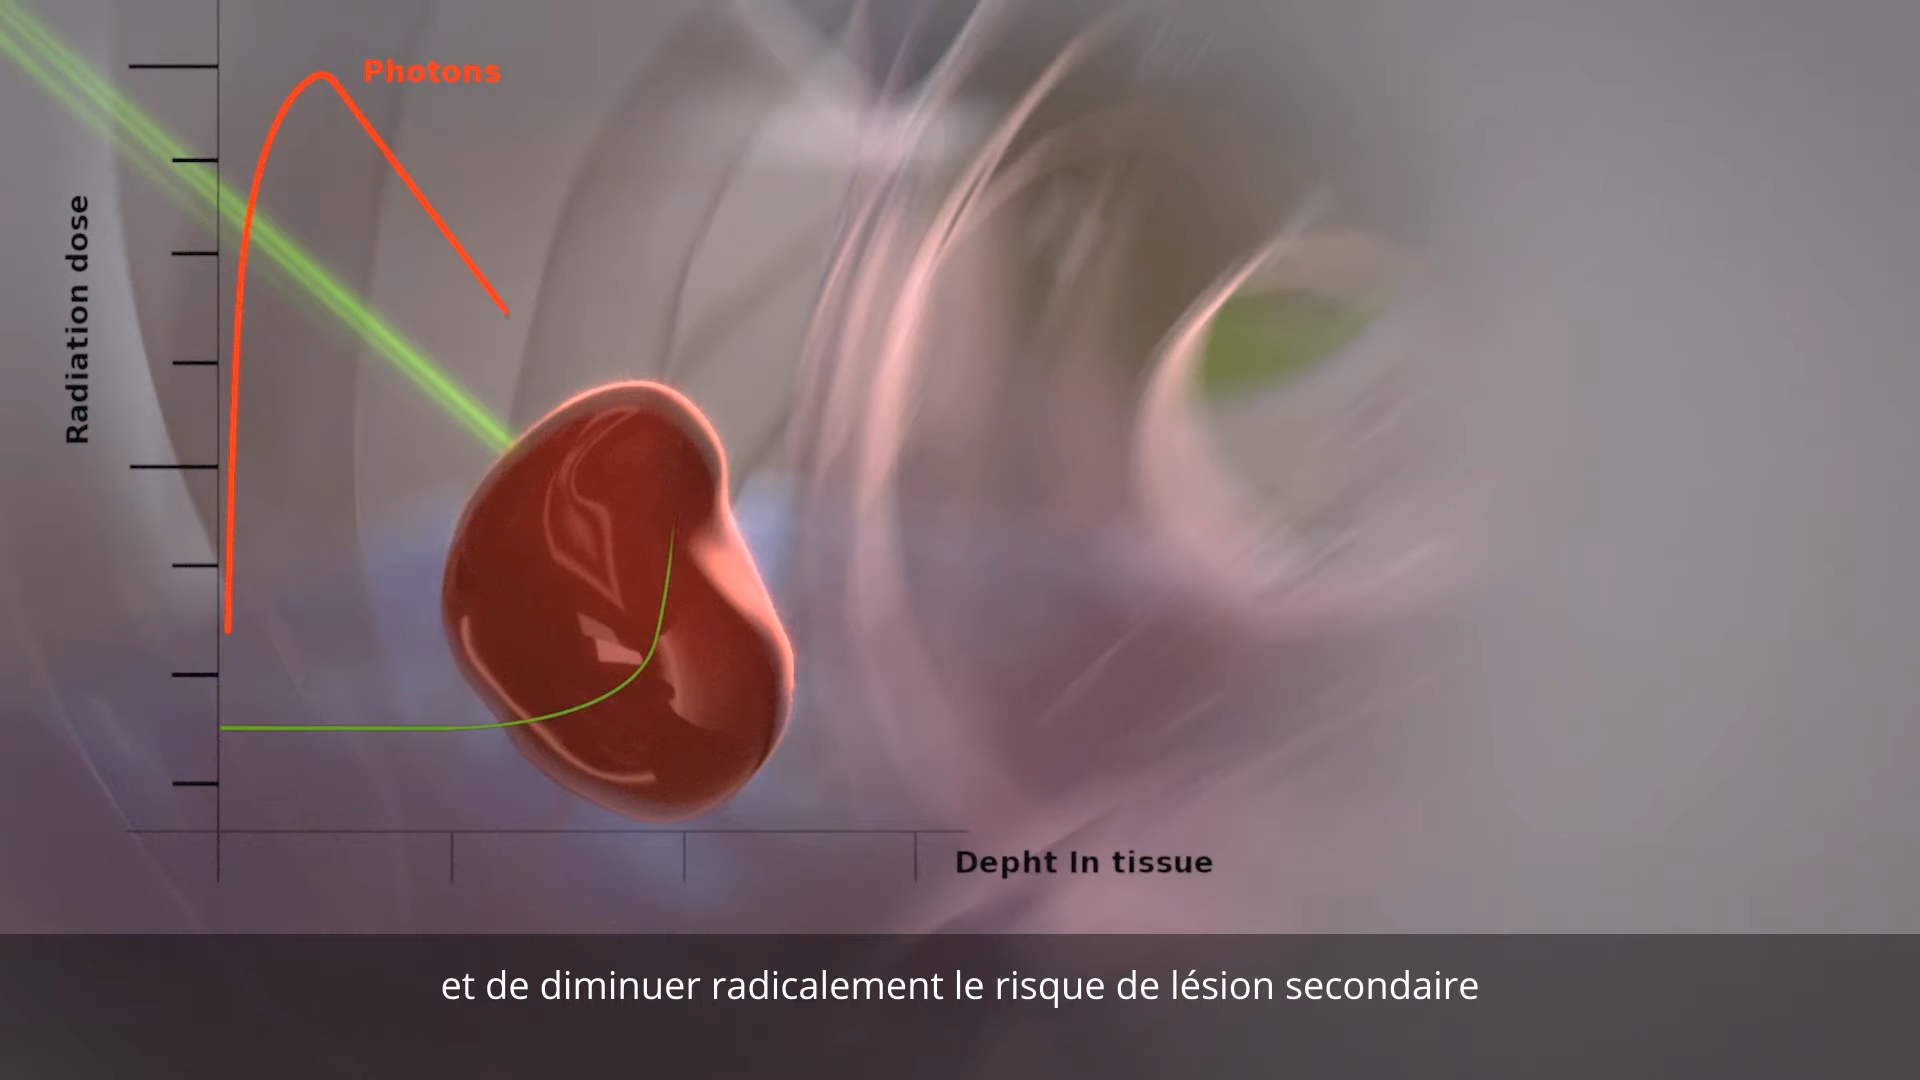 Photons
Radiation dose
Depht In tissue
et de diminuer radicalement le risque de lésion secondaire